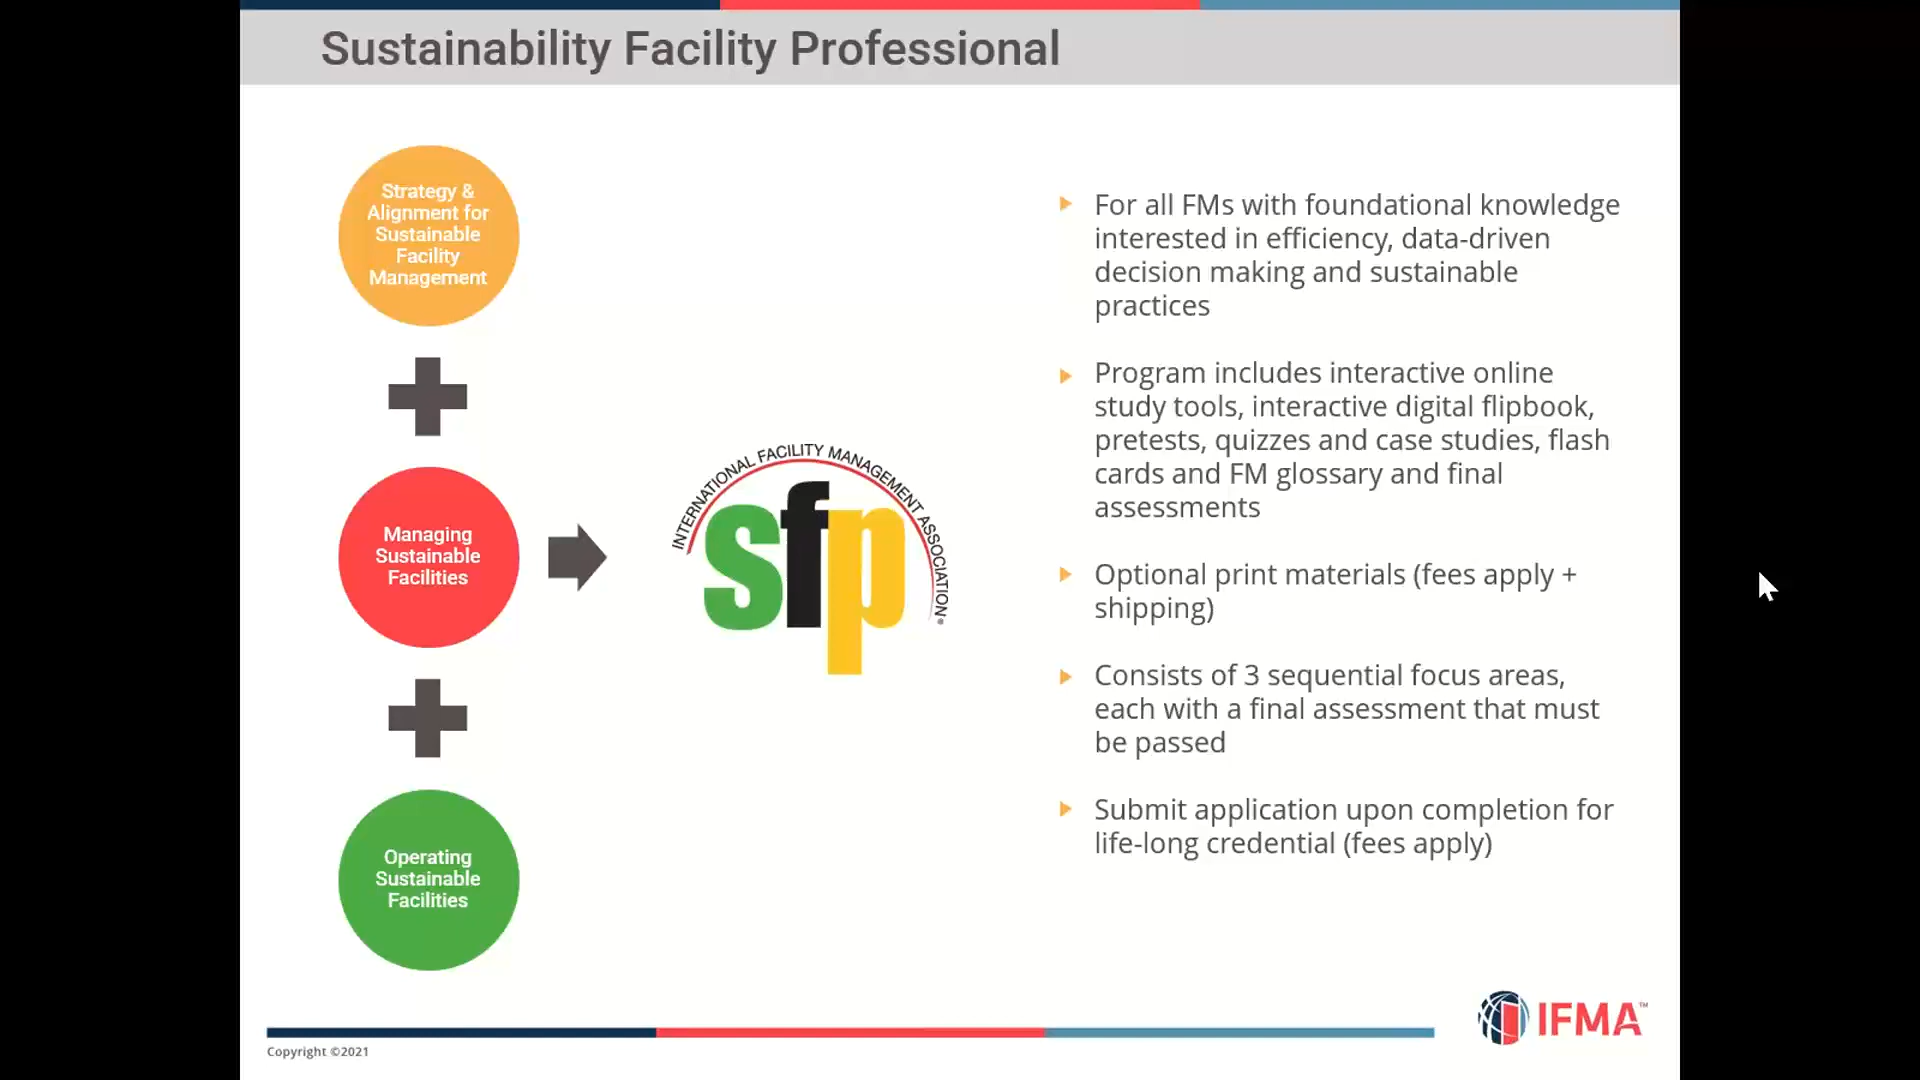 Sustainability Facility Professional
Strategy &
Alignment for
Sustainable
Facility
Management
Managing
Sustainable
Facilities
Operating
Sustainable
Facilities
INTERNATIONAL FACILITY MANAGEMENT ASSOCIATION®
sfp
For all FMs with foundational knowledge
interested in efficiency, data-driven
decision making and sustainable
practices
Program includes interactive online
study tools, interactive digital flipbook,
pretests, quizzes and case studies, flash
cards and FM glossary and final
assessments
Optional print materials (fees apply +
shipping)
Consists of 3 sequential focus areas,
each with a final assessment that must
be passed
Submit application upon completion for
life-long credential (fees apply)
IFMA™
Copyright ©2021